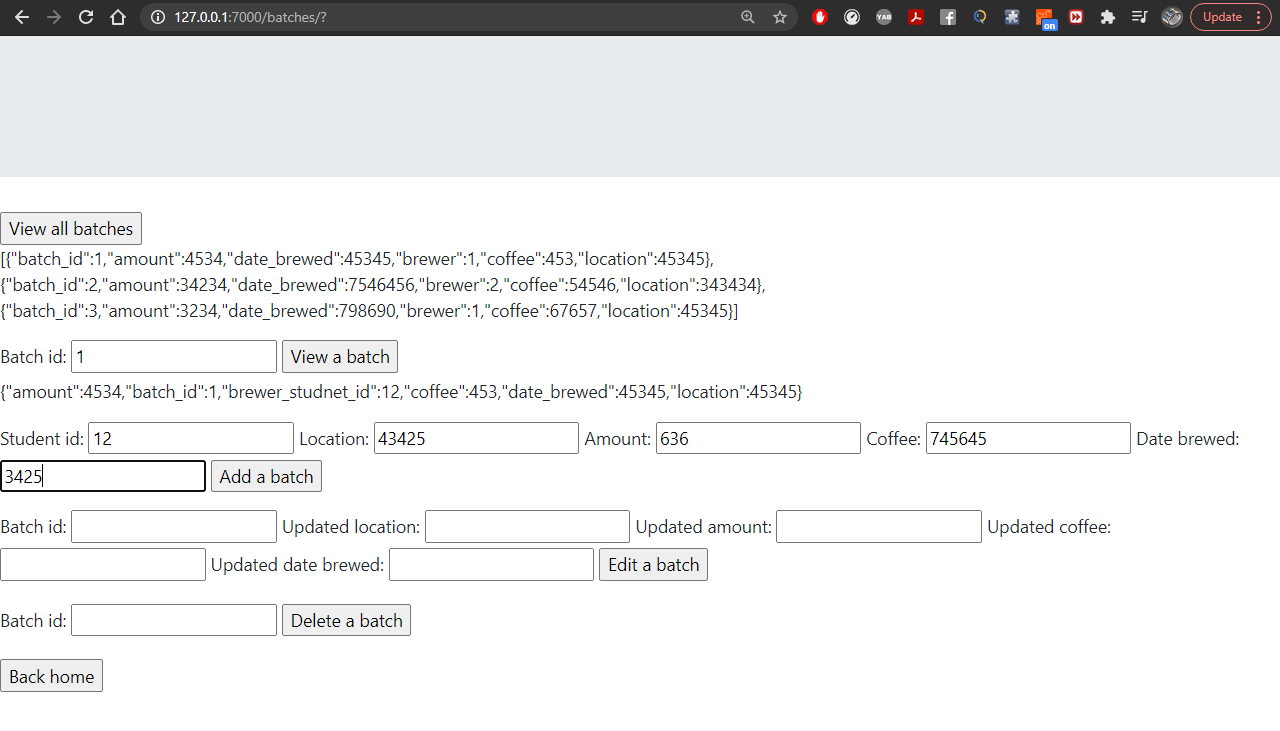 127.0.0.1:7000/batches/?
YAB
on
Update
View all batches
[{"batch_id":1,"amount":4534,"date_brewed":45345,"brewer":1,"coffee":453,"location":45345},
{"batch_id":2,"amount":34234,"date_brewed":7546456,"brewer":2,"coffee":54546,"location":343434},
{"batch_id":3,"amount":3234,"date_brewed":798690,"brewer":1,"coffee":67657,"location":45345}]
Batch id: 1 View a batch
{"amount":4534,"batch_id":1,"brewer_studnet_id":12,"coffee":453,"date_brewed":45345,"location":45345}
Student id: 12 Location: 43425 Amount: 636 Coffee: 745645 Date brewed:
3425 Add a batch
Batch id: Updated location: Updated amount: Updated coffee:
Updated date brewed: Edit a batch
Batch id: Delete a batch
Back home